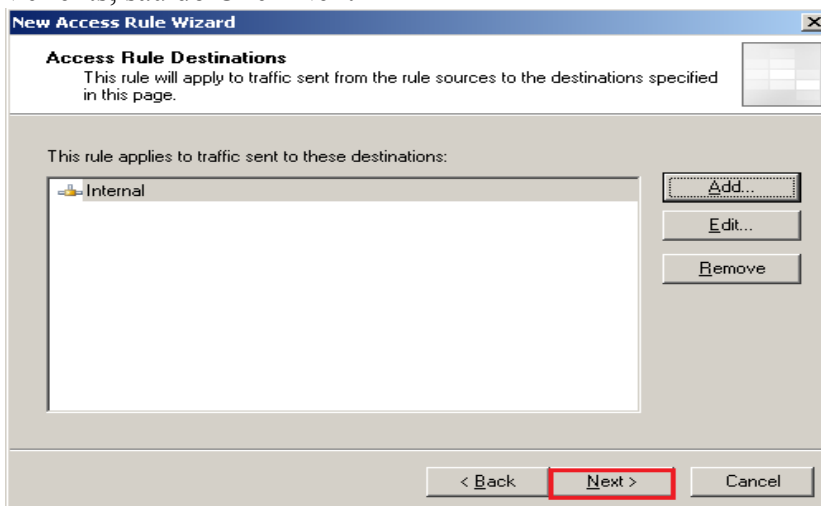 New Access Rule Wizard
Access Rule Destinations
This rule will apply to traffic sent from the rule sources to the destinations specified
in this page.
This rule applies to traffic sent to these destinations:
Internal
Add...
Edit...
Remove
< Back
Next >
Cancel